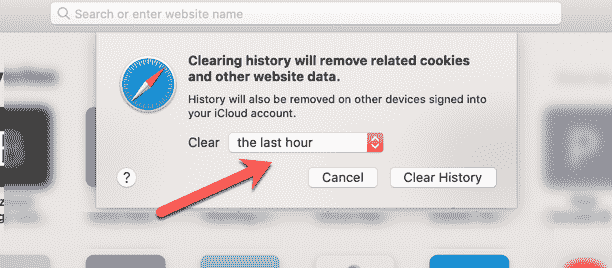 Search or enter website name
Clearing history will remove related cookies
and other website data.
History will also be removed on other devices signed into
your iCloud account.
Clear the last hour
? Cancel Clear History